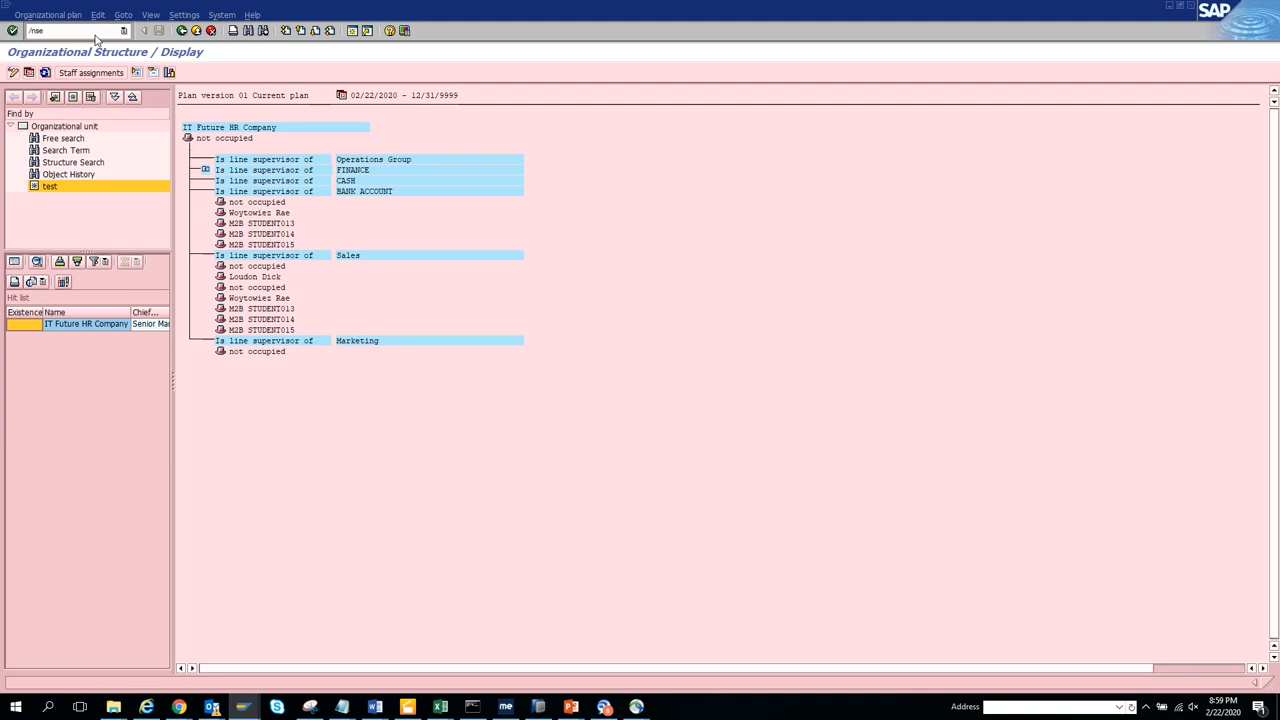 Organizational plan Edit Goto View Settings System Help
SAP
/nse
Organizational Structure / Display
Staff assignments
Find by
Organizational unit
Free search
Search Term
Structure Search
Object History
test
Hit list
Existence Name Chief...
IT Future HR Company Senior Mar
Plan version 01 Current plan 02/22/2020 - 12/31/9999
IT Future HR Company
not occupied
Is line supervisor of Operations Group
Is line supervisor of FINANCE
Is line supervisor of CASH
Is line supervisor of BANK ACCOUNT
not occupied
Woytowiez Rae
M2B STUDENT013
M2B STUDENT014
M2B STUDENT015
Is line supervisor of Sales
not occupied
Loudon Dick
not occupied
Woytowiez Rae
M2B STUDENT013
M2B STUDENT014
M2B STUDENT015
Is line supervisor of Marketing
not occupied
me
Address
8:59 PM
2/22/2020